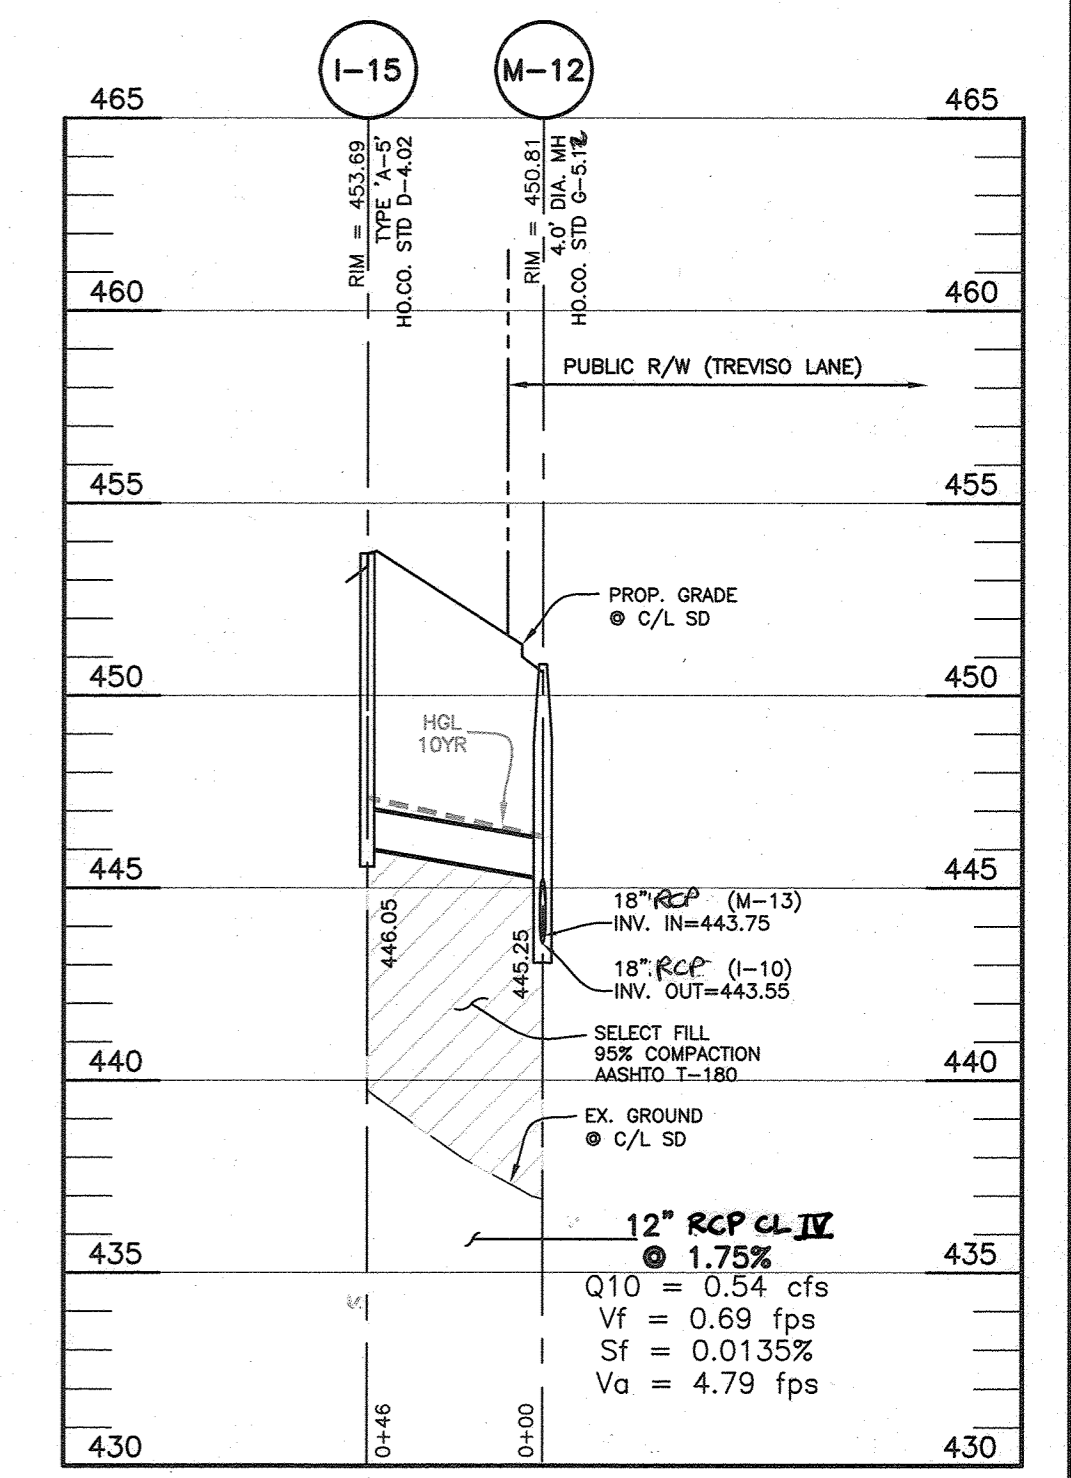 I-15
M-12
465
465
RIM = 453.69
TYPE 'A-5'
HO.CO. STD D-4.02
RIM = 450.81
4.0' DIA. MH
HO.CO. STD G-5.12
460
460
PUBLIC R/W (TREVISO LANE)
455
455
PROP. GRADE
@ C/L SD
450
450
HGL
10YR
445
445
446.05
445.25
18" RCP (M-13)
INV. IN=443.75
18" RCP (I-10)
INV. OUT=443.55
SELECT FILL
95% COMPACTION
AASHTO T-180
440
440
EX. GROUND
@ C/L SD
12" RCP CL IV
@ 1.75%
435
435
Q10 = 0.54 cfs
Vf = 0.69 fps
Sf = 0.0135%
Va = 4.79 fps
0+46
0+00
430
430